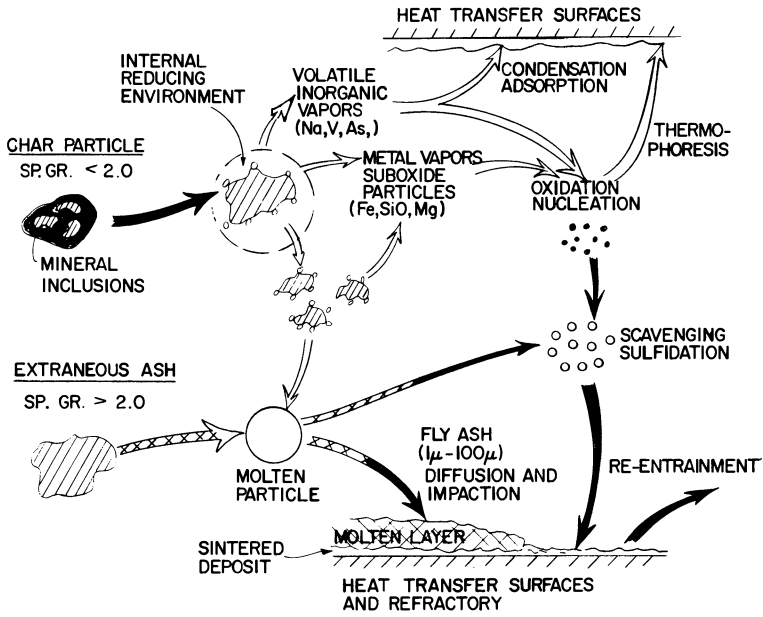 HEAT TRANSFER SURFACES
INTERNAL
REDUCING
ENVIRONMENT
VOLATILE
INORGANIC
VAPORS
(Na,V,As,)
CONDENSATION
ADSORPTION
THERMO-
PHORESIS
CHAR PARTICLE
SP. GR. < 2.0
METAL VAPORS
SUBOXIDE
PARTICLES
(Fe,SiO,Mg)
OXIDATION
NUCLEATION
MINERAL
INCLUSIONS
SCAVENGING
SULFIDATION
EXTRANEOUS ASH
SP. GR. > 2.0
MOLTEN
PARTICLE
FLY ASH
(1μ-100μ)
DIFFUSION AND
IMPACTION
RE-ENTRAINMENT
MOLTEN LAYER
SINTERED
DEPOSIT
HEAT TRANSFER SURFACES
AND REFRACTORY